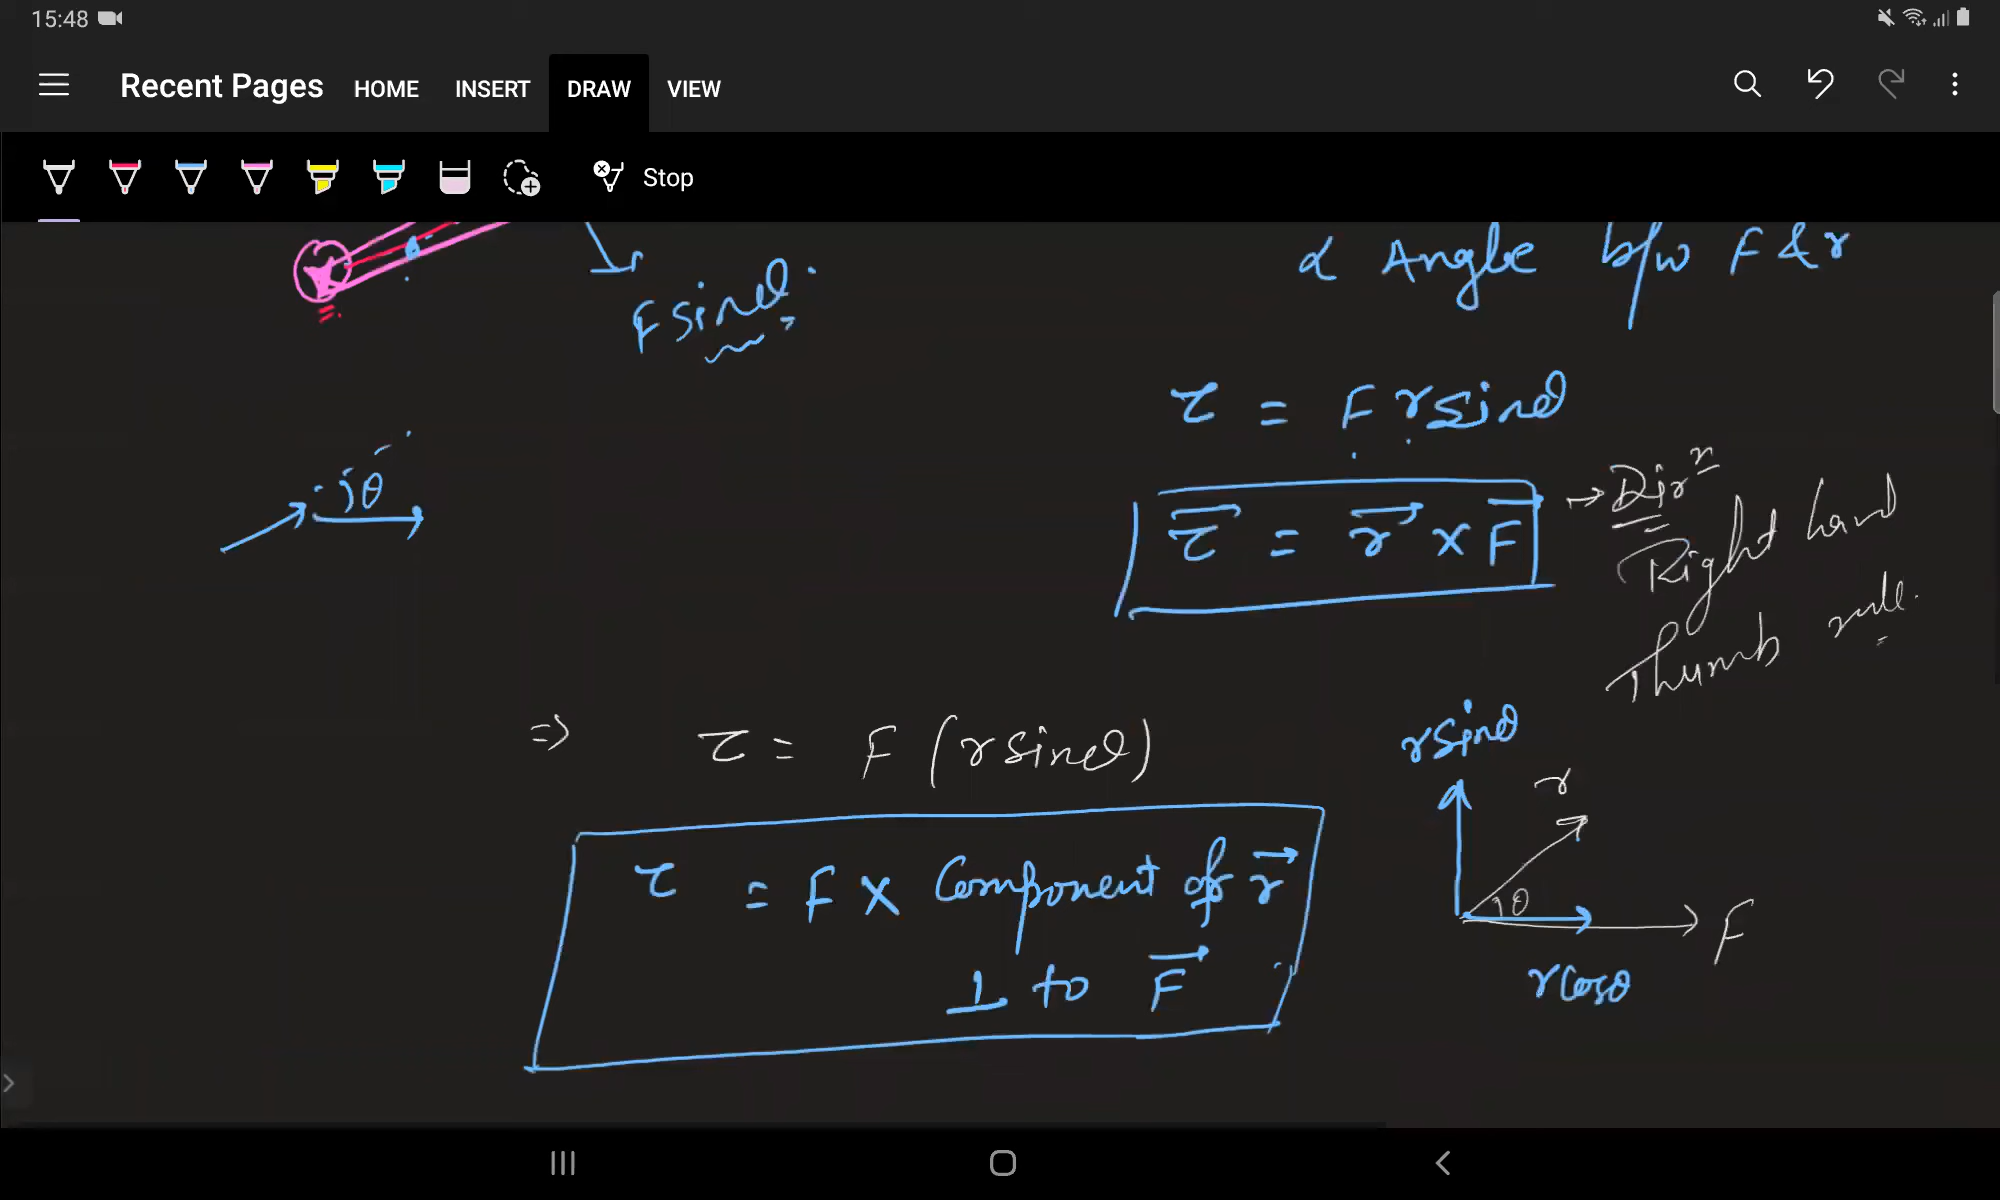 15:48
Recent Pages HOME INSERT DRAW VIEW
Stop
α Angle b/w F & r
F sinθ
τ = F r sinθ
θ
τ⃗ = r⃗ × F⃗
→ Dirⁿ
Right hand
Thumb rule.
⇒ τ = F (r sinθ)
r sinθ
r
τ = F × Component of r⃗
⊥ to F⃗
θ
F
r cosθ